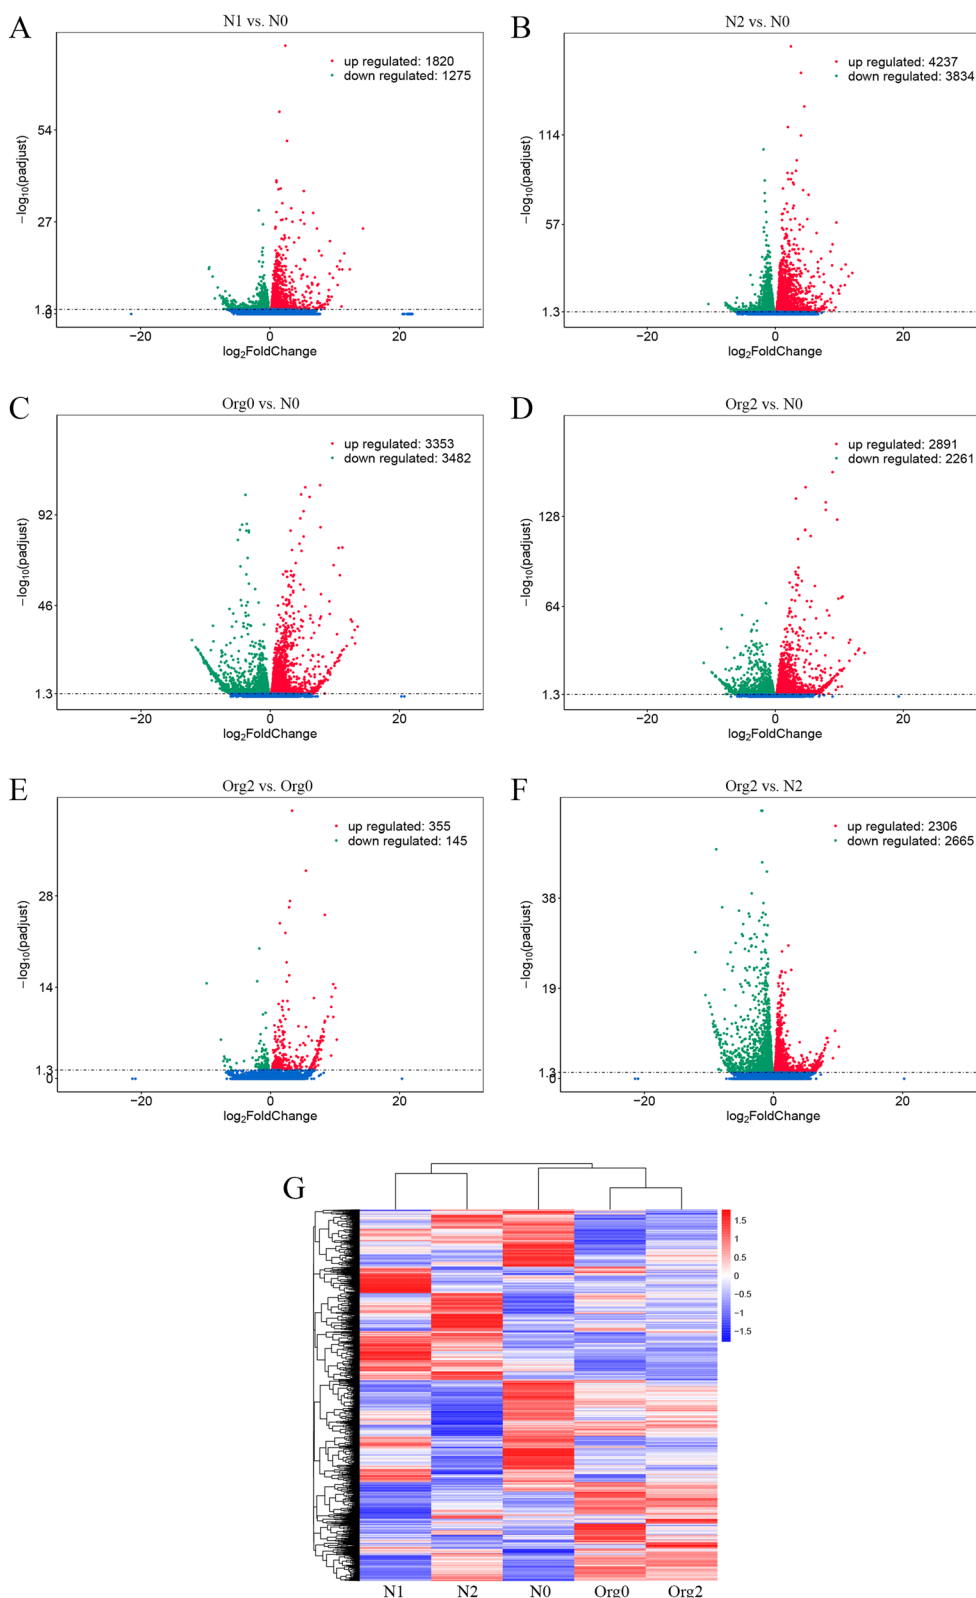 A
N1 vs. N0
up regulated: 1820
down regulated: 1275
−log10(padjust)
54
27
1.3
0
−20
0
20
log2FoldChange
B
N2 vs. N0
up regulated: 4237
down regulated: 3834
−log10(padjust)
114
57
1.3
−20
0
20
log2FoldChange
C
Org0 vs. N0
up regulated: 3353
down regulated: 3482
−log10(padjust)
92
46
1.3
−20
0
20
log2FoldChange
D
Org2 vs. N0
up regulated: 2891
down regulated: 2261
−log10(padjust)
128
64
1.3
−20
0
20
log2FoldChange
E
Org2 vs. Org0
up regulated: 355
down regulated: 145
−log10(padjust)
28
14
1.3
0
−20
0
20
log2FoldChange
F
Org2 vs. N2
up regulated: 2306
down regulated: 2665
−log10(padjust)
38
19
1.3
0
−20
0
20
log2FoldChange
G
1.5
1
0.5
0
−0.5
−1
−1.5
N1 N2 N0 Org0 Org2